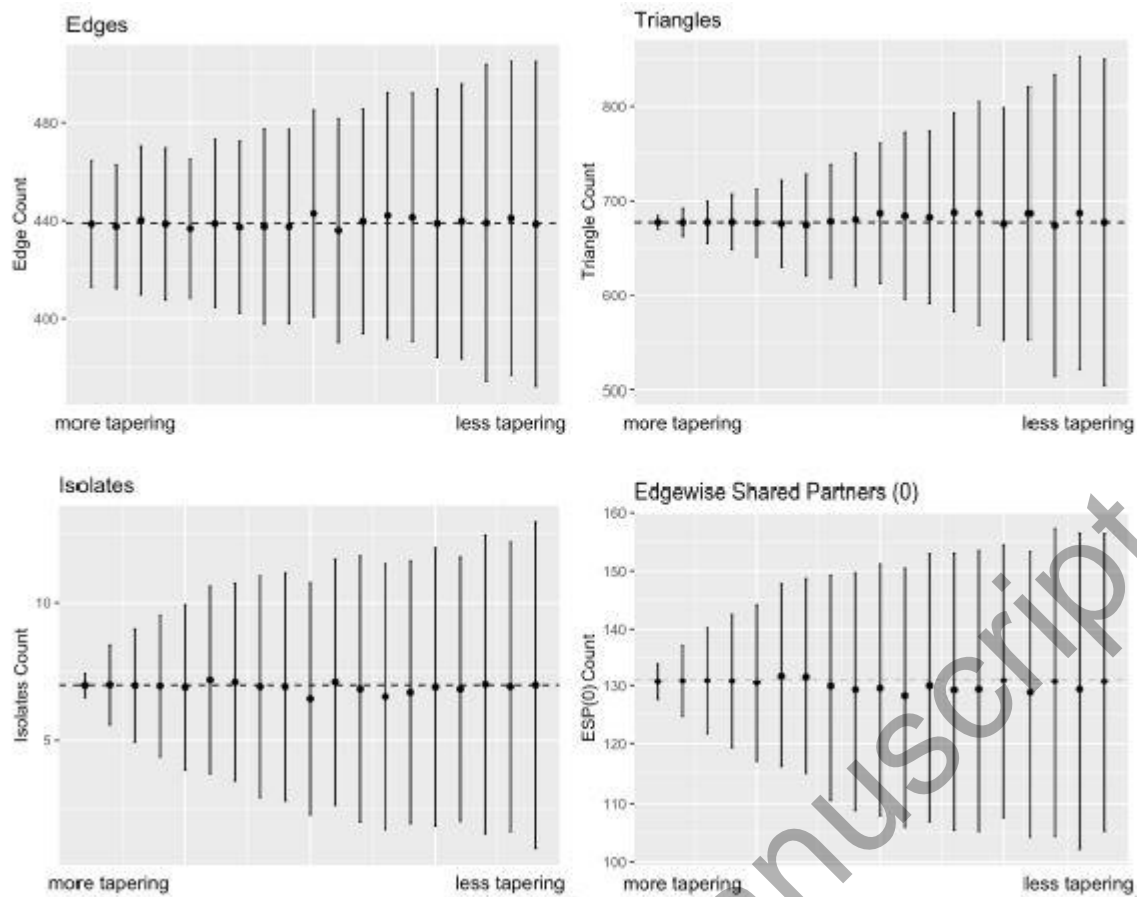 Edges
Edge Count
480
440
400
more tapering
less tapering
Triangles
Triangle Count
800
700
600
500
more tapering
less tapering
Isolates
Isolates Count
10
5
more tapering
less tapering
Edgewise Shared Partners (0)
ESP(0) Count
160
150
140
130
120
110
100
more tapering
less tapering
anuscript